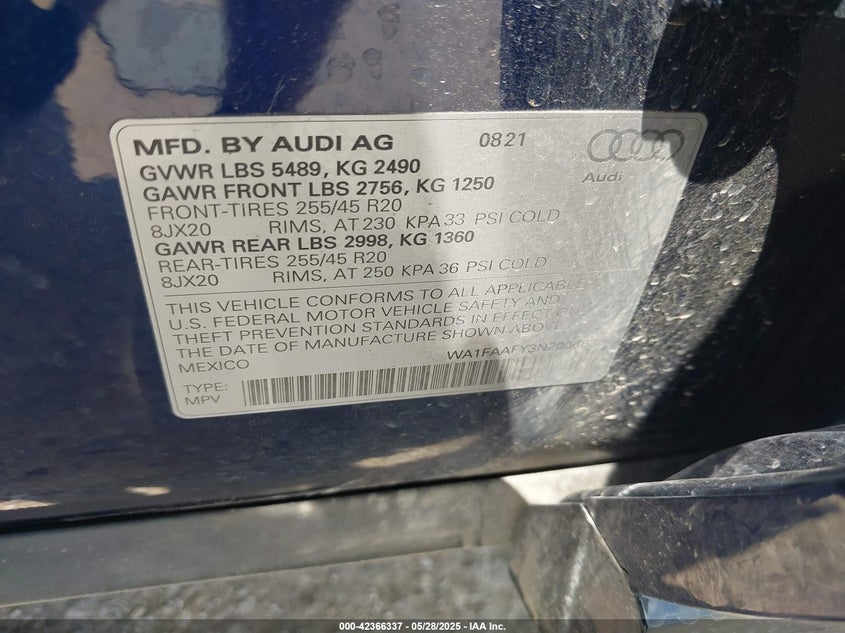 MFD. BY AUDI AG 0821
GVWR LBS 5489, KG 2490
GAWR FRONT LBS 2756, KG 1250
FRONT-TIRES 255/45 R20
8JX20 RIMS, AT 230 KPA 33 PSI COLD
GAWR REAR LBS 2998, KG 1360
REAR-TIRES 255/45 R20
8JX20 RIMS, AT 250 KPA 36 PSI COLD
Audi
THIS VEHICLE CONFORMS TO ALL APPLICABLE
U.S. FEDERAL MOTOR VEHICLE SAFETY AND
THEFT PREVENTION STANDARDS IN EFFECT ON
THE DATE OF MANUFACTURE SHOWN ABOVE
MEXICO
TYPE:
MPV
000-42366337 - 05/28/2025 - IAA Inc.